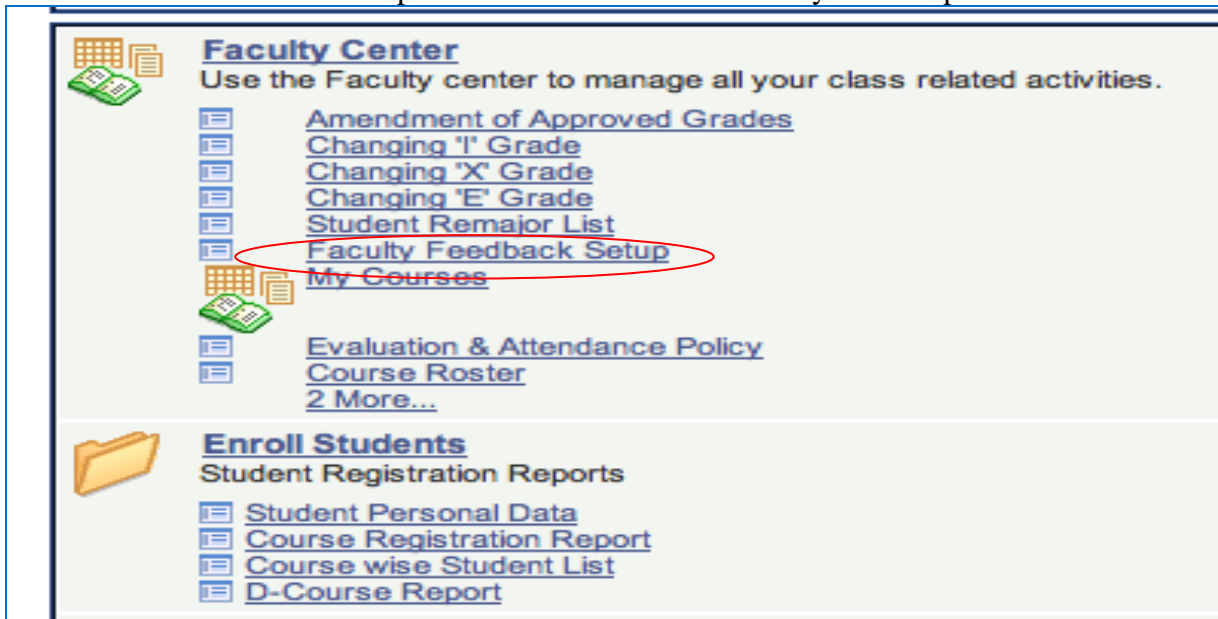 Faculty Center
Use the Faculty center to manage all your class related activities.
Amendment of Approved Grades
Changing 'I' Grade
Changing 'X' Grade
Changing 'E' Grade
Student Remajor List
Faculty Feedback Setup
My Courses
Evaluation & Attendance Policy
Course Roster
2 More...
Enroll Students
Student Registration Reports
Student Personal Data
Course Registration Report
Course wise Student List
D-Course Report